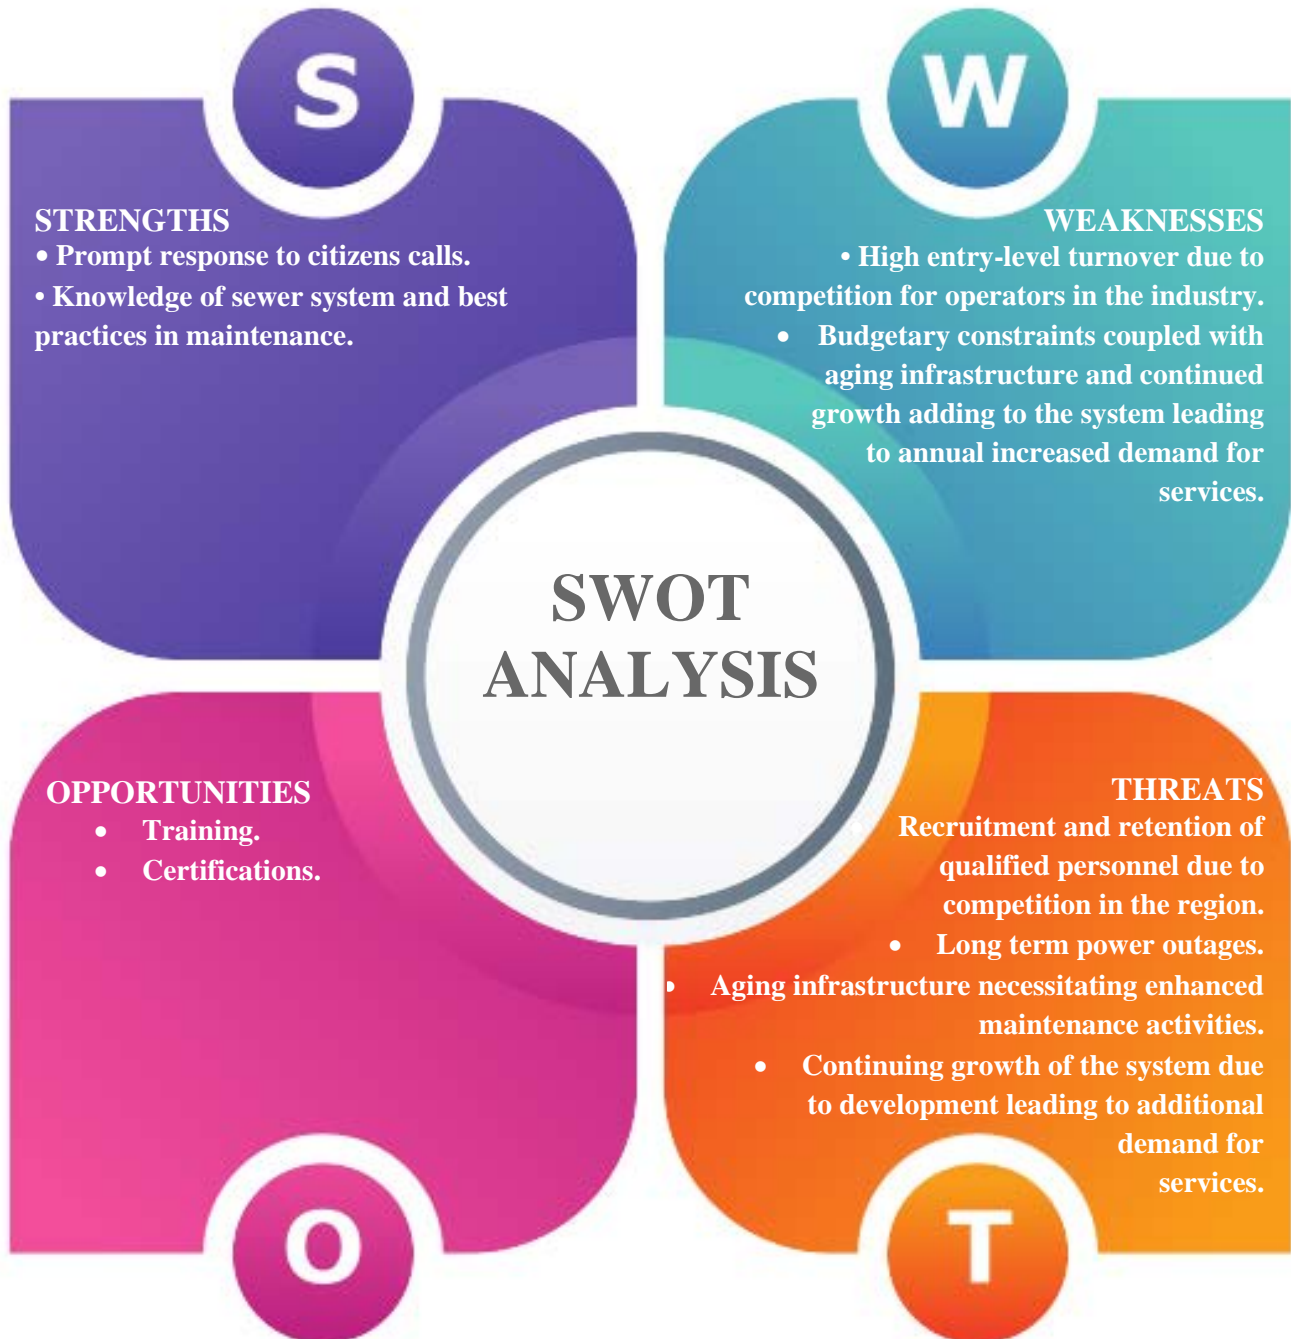 S
STRENGTHS
• Prompt response to citizens calls.
• Knowledge of sewer system and best
practices in maintenance.
W
WEAKNESSES
• High entry-level turnover due to
competition for operators in the industry.
• Budgetary constraints coupled with
aging infrastructure and continued
growth adding to the system leading
to annual increased demand for
services.
SWOT
ANALYSIS
OPPORTUNITIES
• Training.
• Certifications.
O
THREATS
• Recruitment and retention of
qualified personnel due to
competition in the region.
• Long term power outages.
• Aging infrastructure necessitating enhanced
maintenance activities.
• Continuing growth of the system due
to development leading to additional
demand for
services.
T